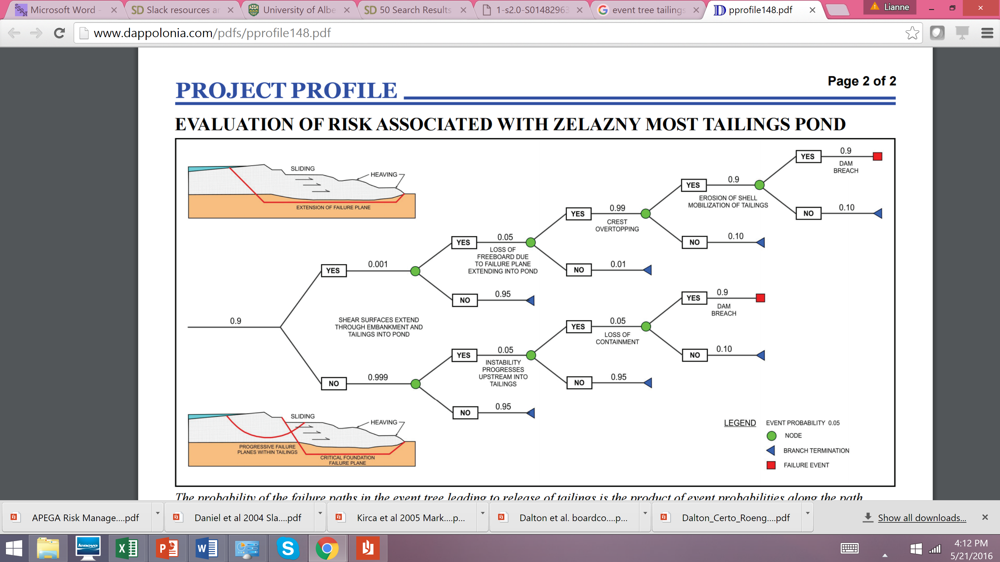 Microsoft Word -
Slack resources ar
University of Albe
50 Search Results
1-s2.0-S01482963
event tree tailings
pprofile148.pdf
Lianne
www.dappolonia.com/pdfs/pprofile148.pdf
Page 2 of 2
PROJECT PROFILE
EVALUATION OF RISK ASSOCIATED WITH ZELAZNY MOST TAILINGS POND
SLIDING
HEAVING
EXTENSION OF FAILURE PLANE
YES
0.9
DAM
BREACH
YES
0.9
EROSION OF SHELL
MOBILIZATION OF TAILINGS
NO
0.10
YES
0.99
CREST
OVERTOPPING
NO
0.10
YES
0.05
LOSS OF
FREEBOARD DUE
TO FAILURE PLANE
EXTENDING INTO POND
NO
0.01
YES
0.001
NO
0.95
0.9
SHEAR SURFACES EXTEND
THROUGH EMBANKMENT AND
TAILINGS INTO POND
YES
0.9
DAM
BREACH
YES
0.05
LOSS OF
CONTAINMENT
NO
0.10
YES
0.05
INSTABILITY
PROGRESSES
UPSTREAM INTO
TAILINGS
NO
0.95
NO
0.999
NO
0.95
SLIDING
HEAVING
PROGRESSIVE FAILURE
PLANES WITHIN TAILINGS
CRITICAL FOUNDATION
FAILURE PLANE
LEGEND
EVENT PROBABILITY 0.05
NODE
BRANCH TERMINATION
FAILURE EVENT
The probability of the failure paths in the event tree leading to release of tailings is the product of event probabilities along the path
APEGA Risk Manage....pdf
Daniel et al 2004 Sla....pdf
Kirca et al 2005 Mark....p...
Dalton et al. boardco....p...
Dalton_Certo_Roeng....pdf
Show all downloads...
lenovo
4:12 PM
5/21/2016